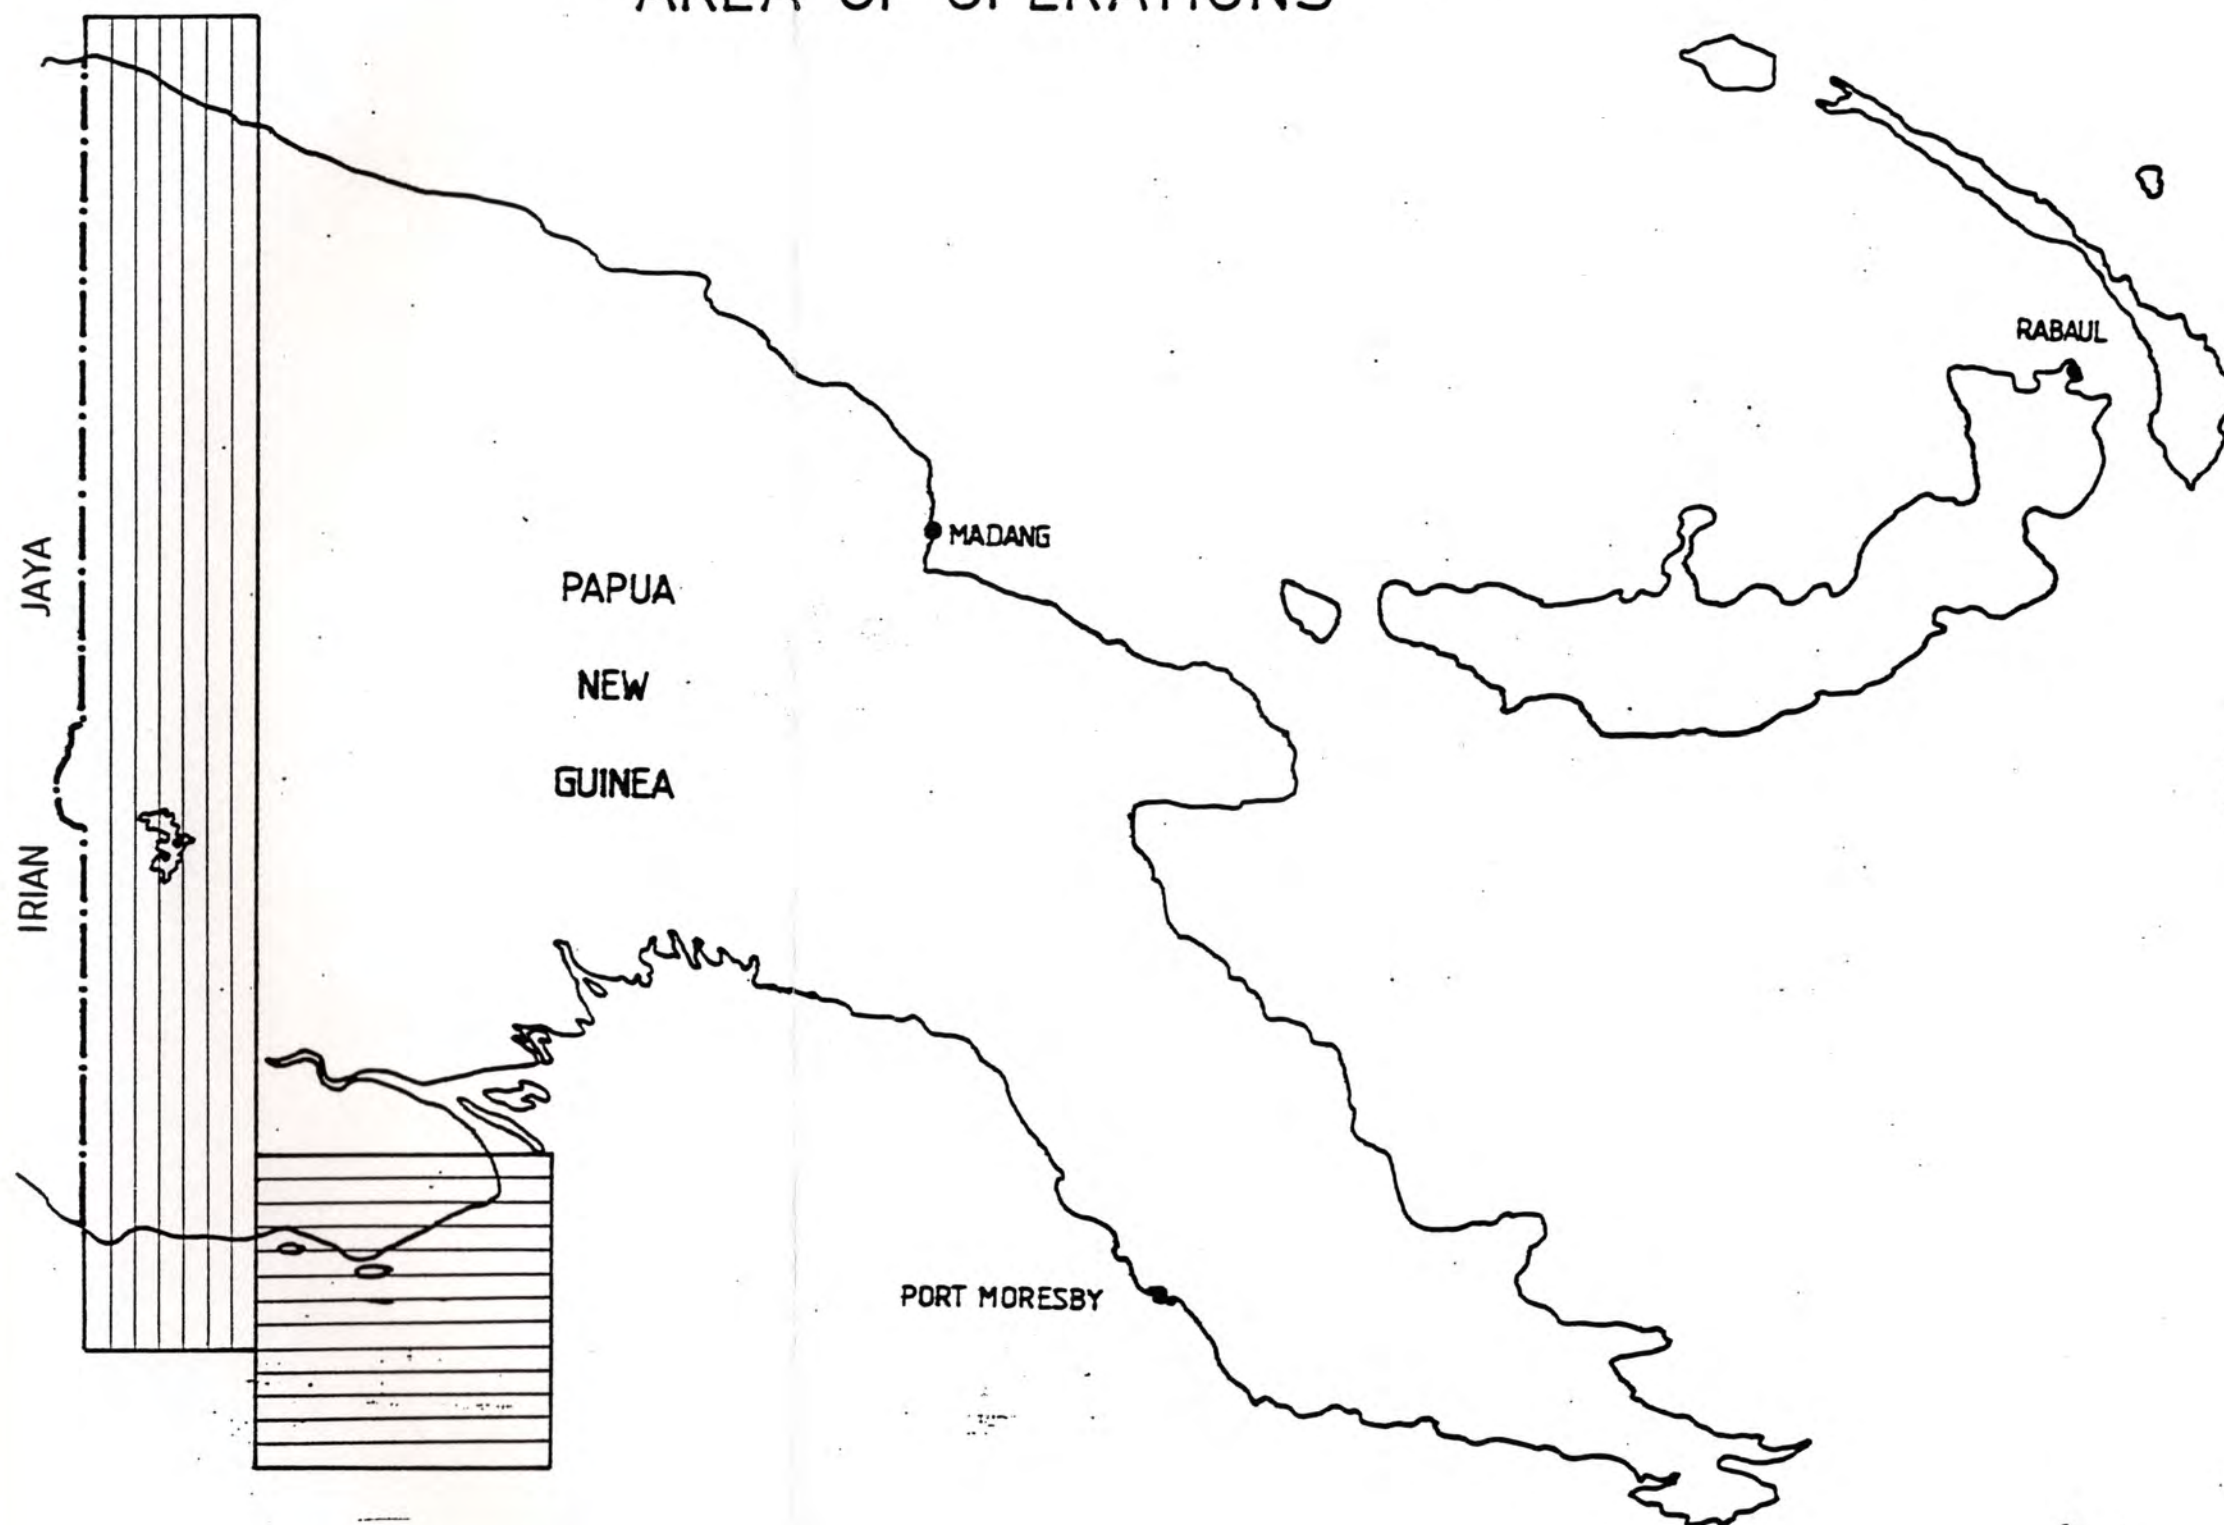 AREA OF OPERATIONS
RABAUL
MADANG
JAYA
PAPUA
NEW
GUINEA
IRIAN
PORT MORESBY